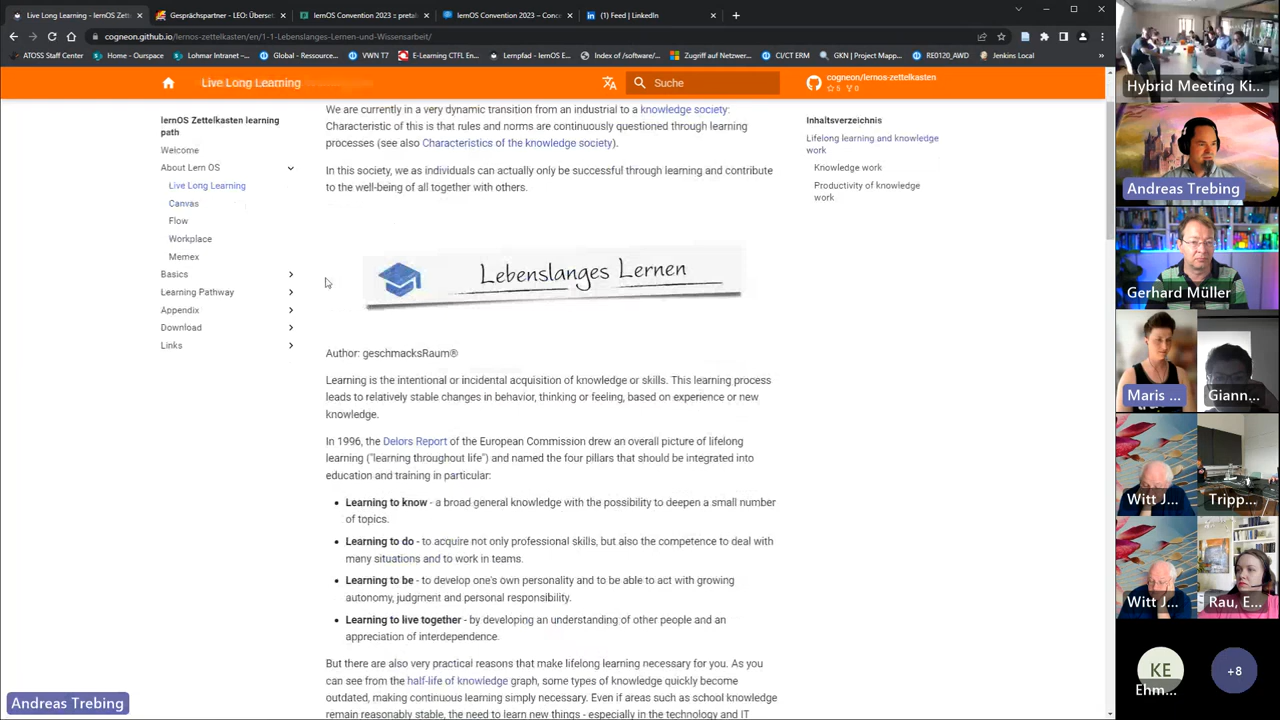 Live Long Learning - lernOS Zett
Gesprächspartner - LEO: Überset
lernOS Convention 2023 :: pretal
lernOS Convention 2023 – Conce
(1) Feed | LinkedIn
cogneon.github.io/lernos-zettelkasten/en/1-1-Lebenslanges-Lernen-und-Wissensarbeit/
ATOSS Staff Center
Home - Ourspace
Lohmar Intranet
Global - Ressource...
VWN T7
E-Learning CTFL En...
Lernpfad - lernOS E...
Index of /software/...
Zugriff auf Netzwer...
CI/CT ERM
GKN | Project Map...
RE0120_AWD
Jenkins Local
»
Live Long Learning
Suche
cogneon/lernos-zettelkasten
6 0
lernOS Zettelkasten learning
path
Welcome
About Lern OS
Live Long Learning
Canvas
Flow
Workplace
Memex
Basics
Learning Pathway
Appendix
Download
Links
We are currently in a very dynamic transition from an industrial to a knowledge society:
Characteristic of this is that rules and norms are continuously questioned through learning
processes (see also Characteristics of the knowledge society).
In this society, we as individuals can actually only be successful through learning and contribute
to the well-being of all together with others.
Lebenslanges Lernen
Author: geschmacksRaum®
Learning is the intentional or incidental acquisition of knowledge or skills. This learning process
leads to relatively stable changes in behavior, thinking or feeling, based on experience or new
knowledge.
In 1996, the Delors Report of the European Commission drew an overall picture of lifelong
learning ("learning throughout life") and named the four pillars that should be integrated into
education and training in particular:
• Learning to know - a broad general knowledge with the possibility to deepen a small number
of topics.
• Learning to do - to acquire not only professional skills, but also the competence to deal with
many situations and to work in teams.
• Learning to be - to develop one's own personality and to be able to act with growing
autonomy, judgment and personal responsibility.
• Learning to live together - by developing an understanding of other people and an
appreciation of interdependence.
But there are also very practical reasons that make lifelong learning necessary for you. As you
can see from the half-life of knowledge graph, some types of knowledge quickly become
outdated, making continuous learning simply necessary. Even if areas such as school knowledge
remain reasonably stable, the need to learn new things - especially in the technology and IT
Inhaltsverzeichnis
Lifelong learning and knowledge
work
Knowledge work
Productivity of knowledge
work
Hybrid Meeting Ki...
Andreas Trebing
Gerhard Müller
Maris ...
Giann...
Witt J...
Tripp...
Witt J...
Rau, E...
KE
Ehm...
+8
Andreas Trebing